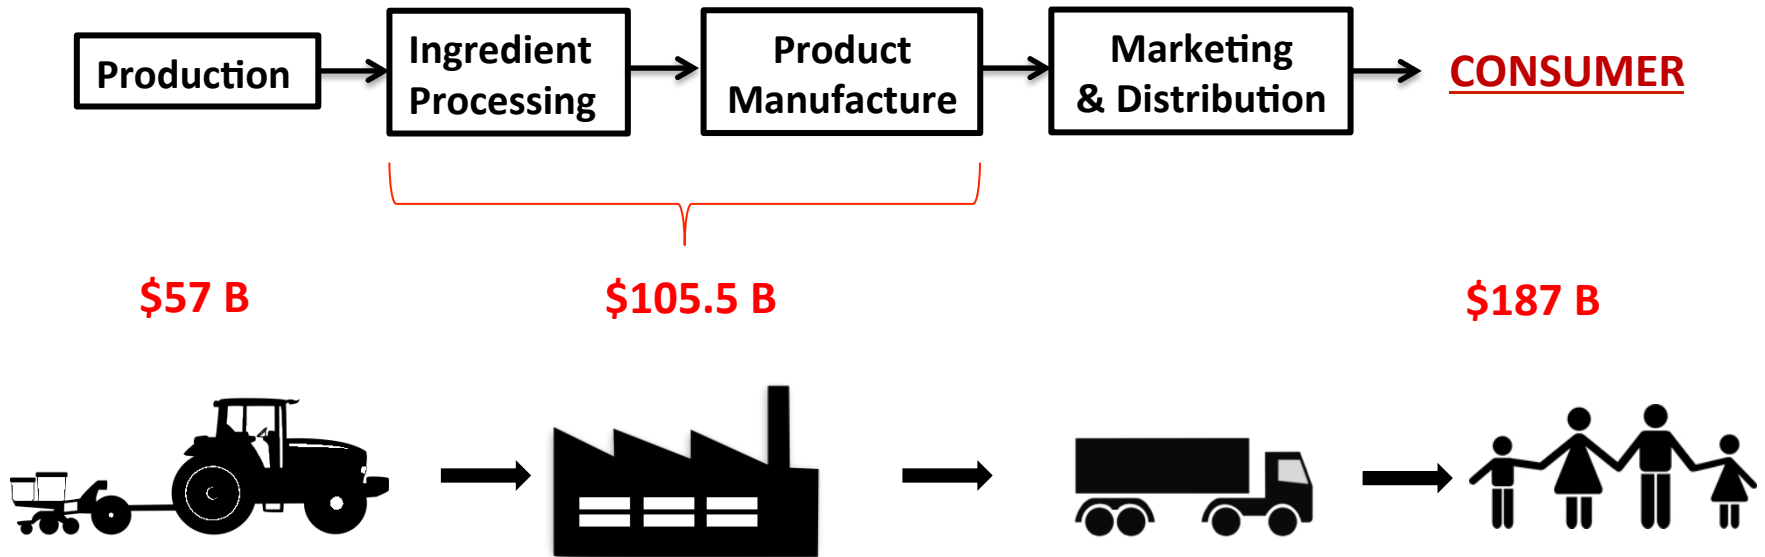 Production
Ingredient
Processing
Product
Manufacture
Marketing
& Distribution
CONSUMER
$57 B
$105.5 B
$187 B